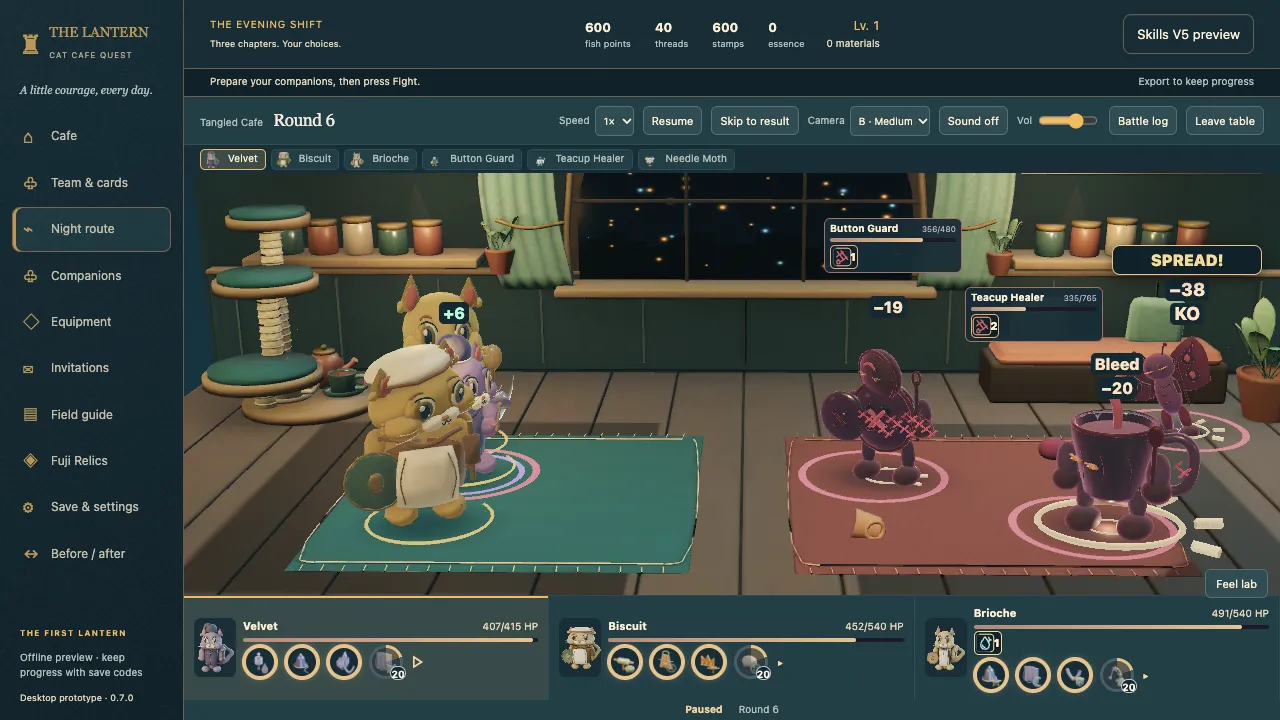 THE LANTERN
CAT CAFE QUEST
A little courage, every day.
Cafe
Team & cards
Night route
Companions
Equipment
Invitations
Field guide
Fuji Relics
Save & settings
Before / after
THE FIRST LANTERN
Offline preview · keep
progress with save codes
Desktop prototype · 0.7.0
THE EVENING SHIFT
Three chapters. Your choices.
600 40 600 0 Lv. 1
fish points threads stamps essence 0 materials
Skills V5 preview
Prepare your companions, then press Fight.
Export to keep progress
Tangled Cafe Round 6
Speed 1x Resume Skip to result Camera B · Medium Sound off Vol Battle log Leave table
Velvet Biscuit Brioche Button Guard Teacup Healer Needle Moth
Button Guard 356/480
1
SPREAD!
−38
KO
Teacup Healer 335/765
2
−19
+6
Bleed
−20
Feel lab
Velvet 407/415 HP
20
Biscuit 452/540 HP
20
Brioche 491/540 HP
1
20
Paused Round 6